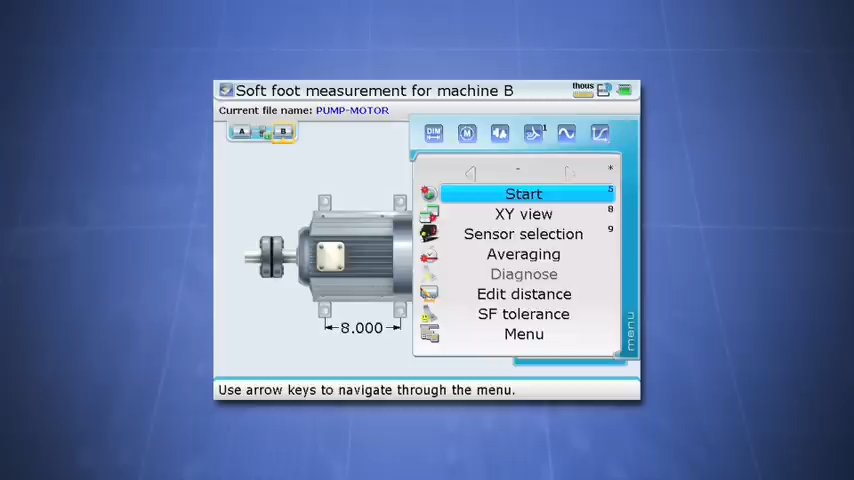 Soft foot measurement for machine B
thous
Current file name: PUMP-MOTOR
A B
DIM M 1
- *
Start 5
XY view 8
Sensor selection 9
Averaging
Diagnose
Edit distance
SF tolerance
Menu
menu
8.000
Use arrow keys to navigate through the menu.